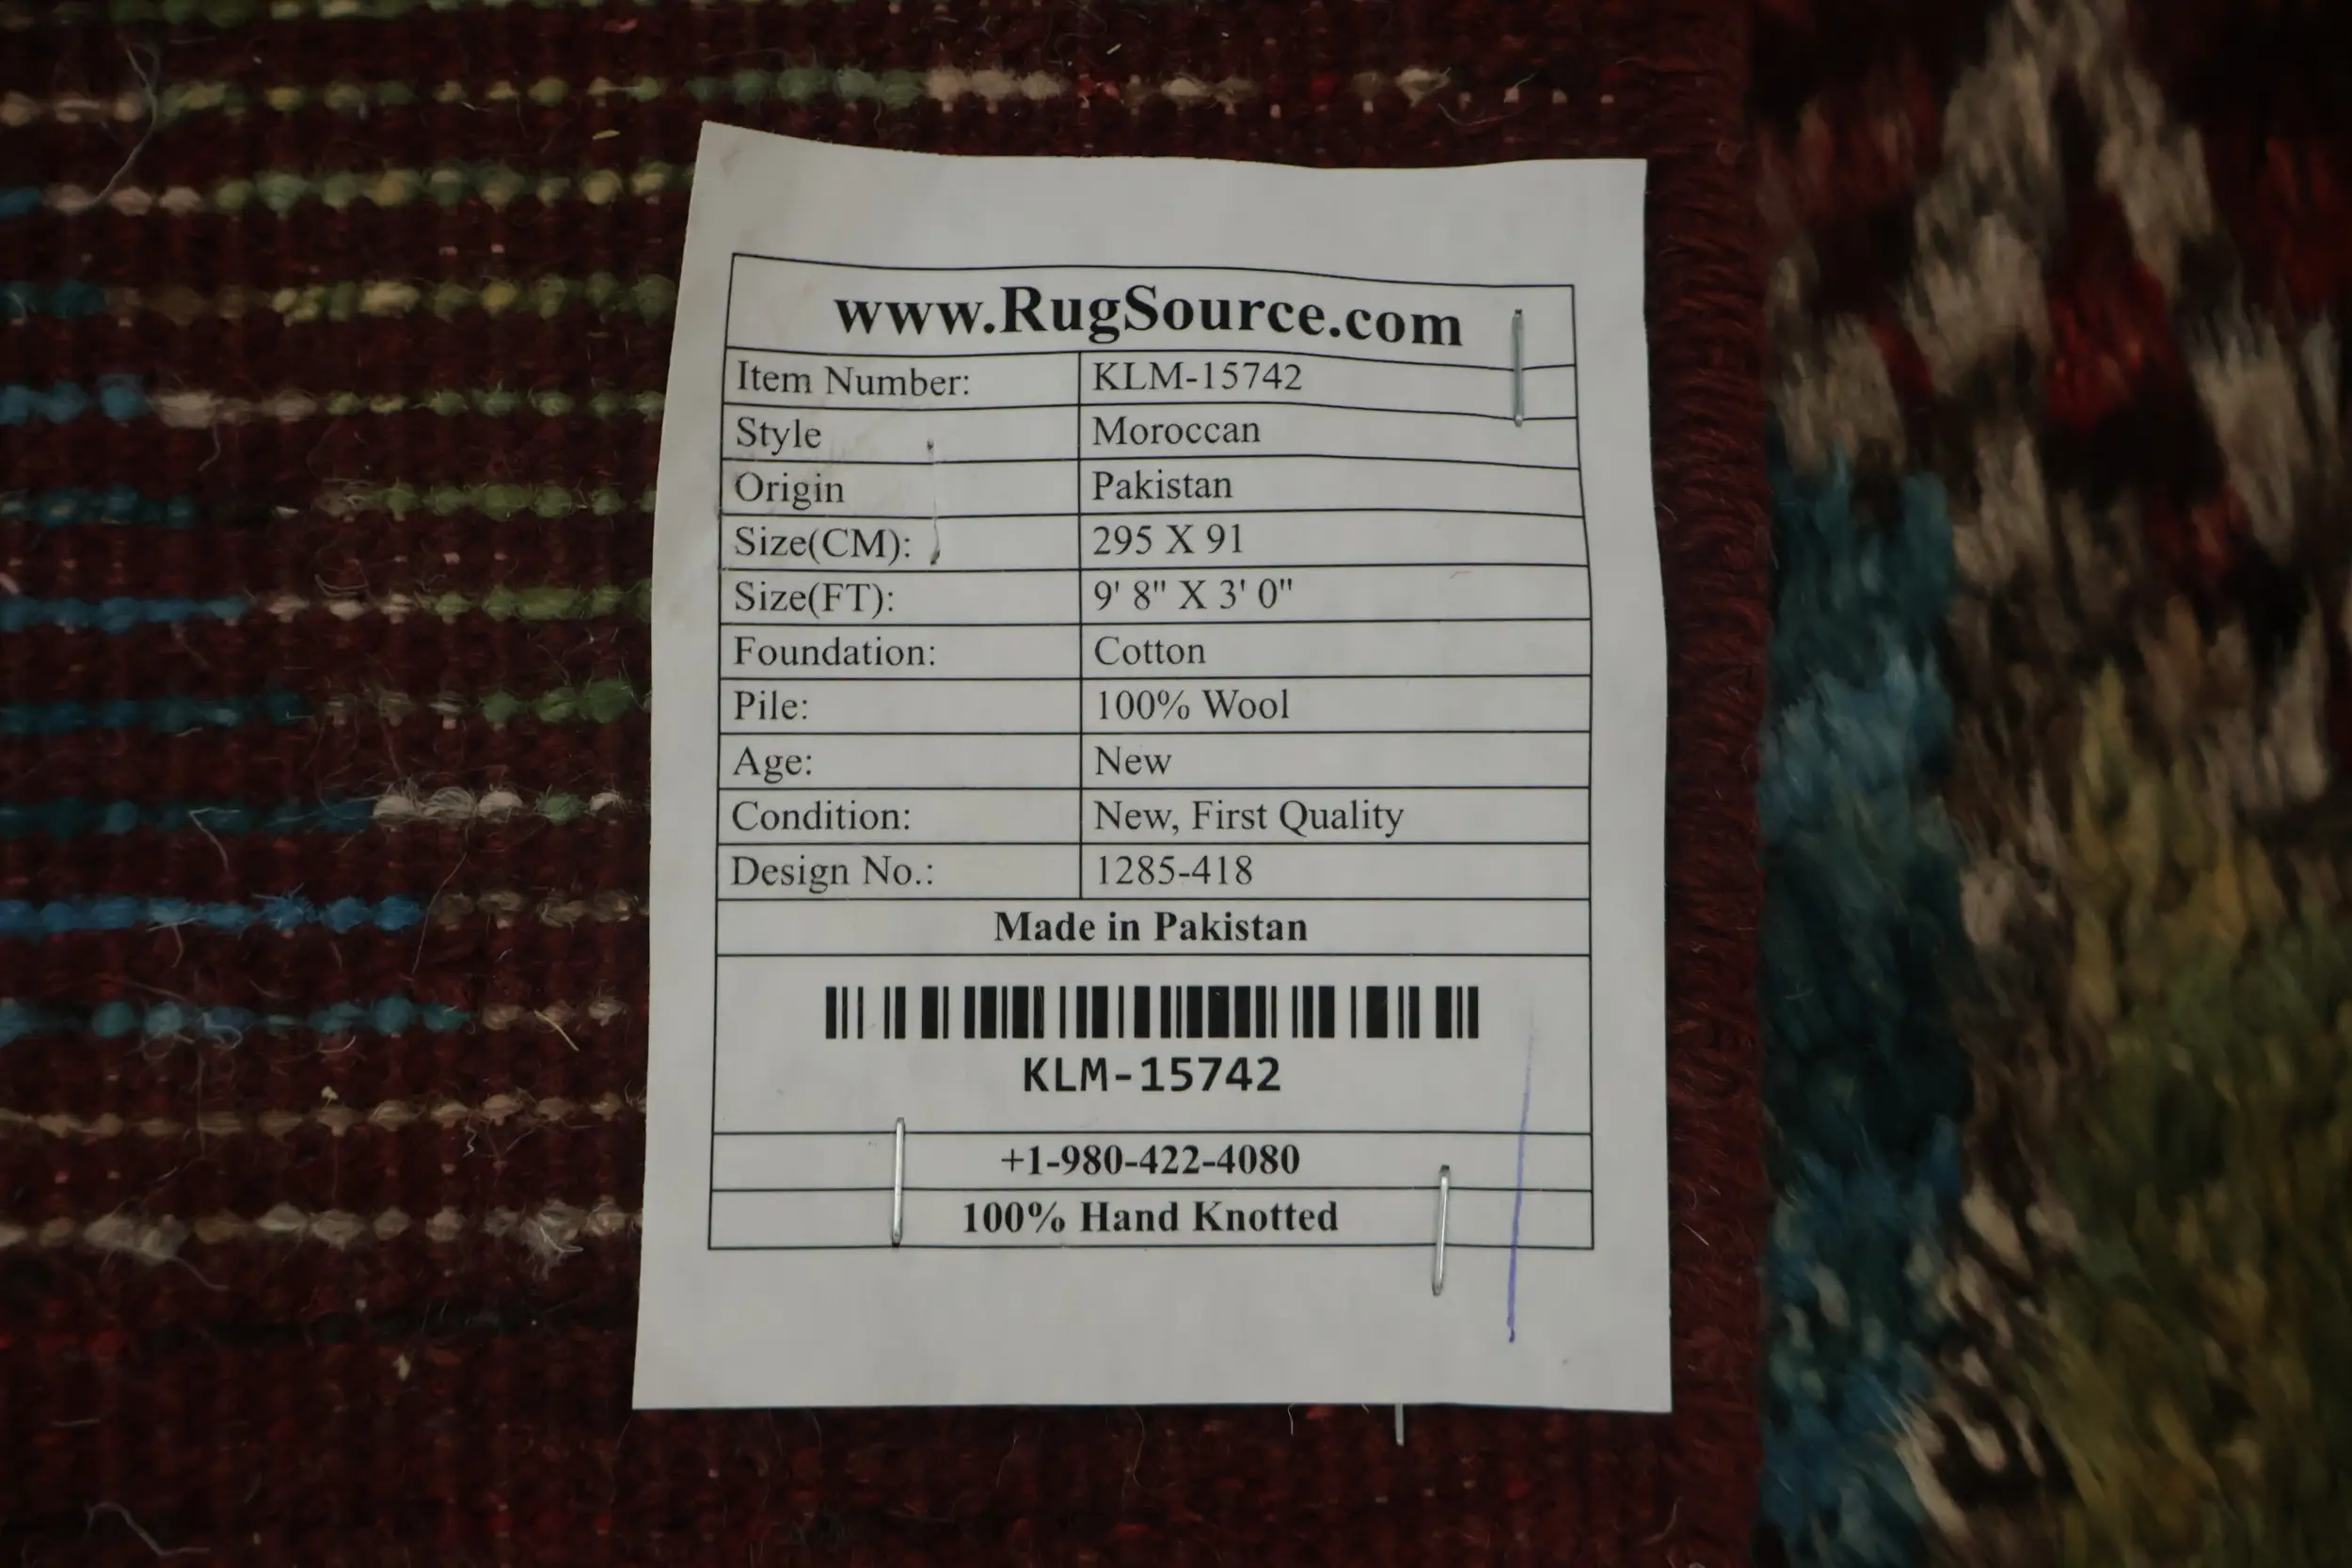 www.RugSource.com
Item Number: KLM-15742
Style Moroccan
Origin Pakistan
Size(CM): 295 X 91
Size(FT): 9' 8" X 3' 0"
Foundation: Cotton
Pile: 100% Wool
Age: New
Condition: New, First Quality
Design No.: 1285-418
Made in Pakistan
KLM-15742
+1-980-422-4080
100% Hand Knotted